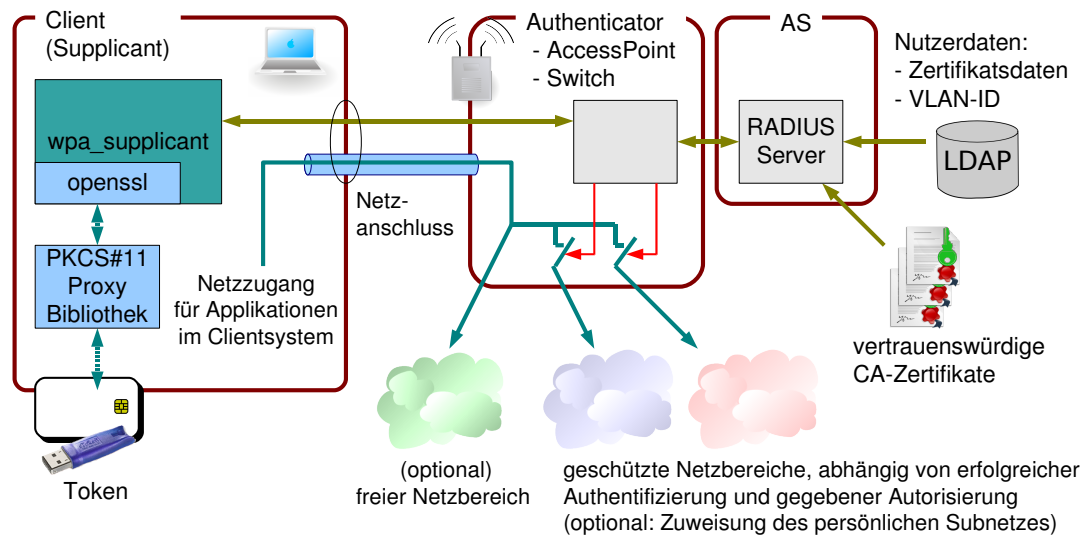 Client
(Supplicant)
wpa_supplicant
openssl
PKCS#11
Proxy
Bibliothek
Token
Netzzugang
für Applikationen
im Clientsystem
Netz-
anschluss
Authenticator
- AccessPoint
- Switch
AS
RADIUS
Server
Nutzerdaten:
- Zertifikatsdaten
- VLAN-ID
LDAP
vertrauenswürdige
CA-Zertifikate
(optional)
freier Netzbereich
geschützte Netzbereiche, abhängig von erfolgreicher
Authentifizierung und gegebener Autorisierung
(optional: Zuweisung des persönlichen Subnetzes)